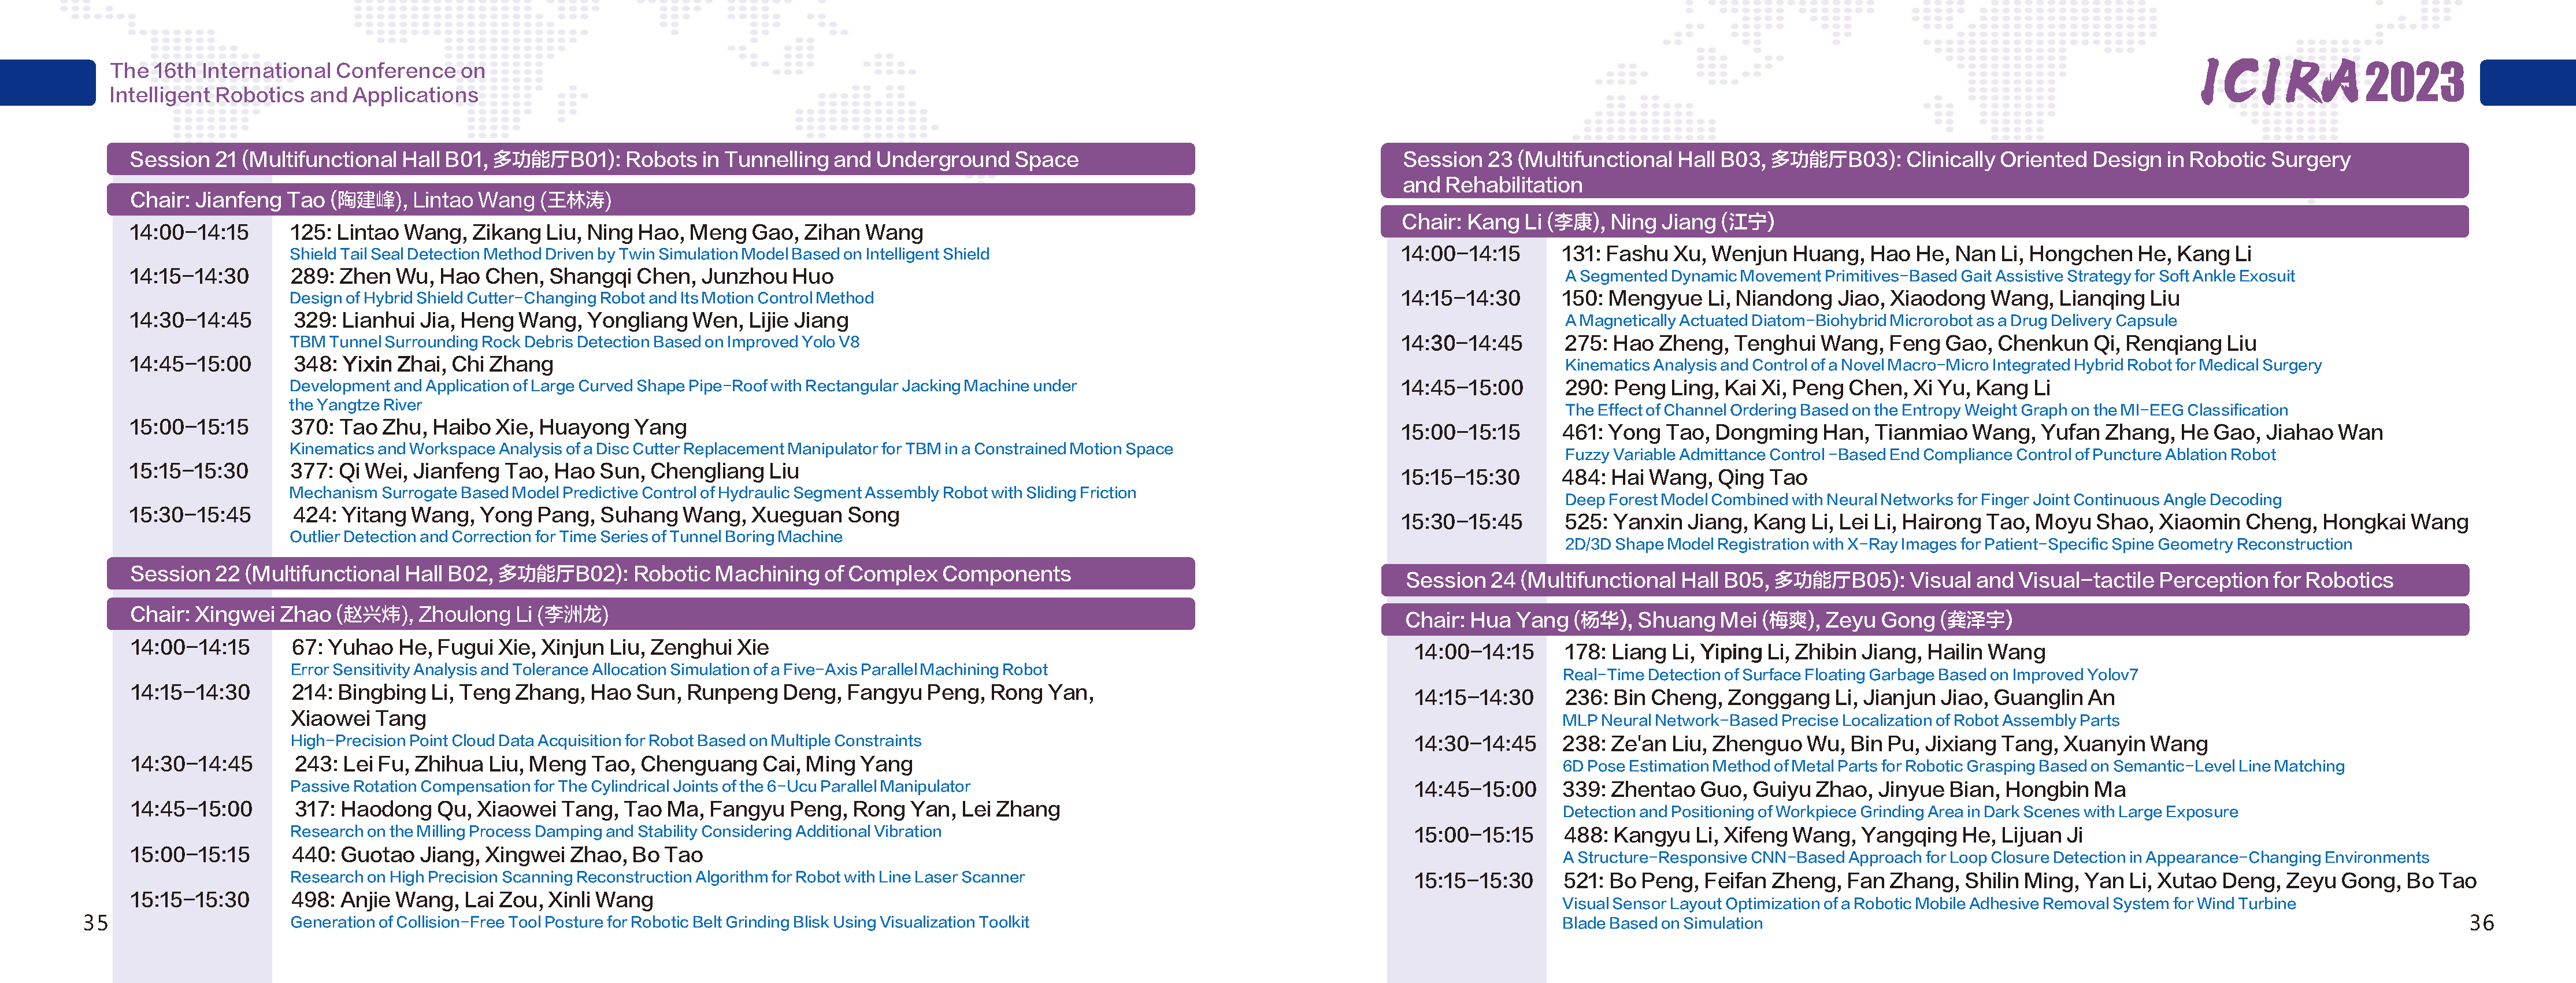 The 16th International Conference on
Intelligent Robotics and Applications
Session 21 (Multifunctional Hall B01, 多功能厅B01): Robots in Tunnelling and Underground Space
Chair: Jianfeng Tao (陶建峰), Lintao Wang (王林涛)
14:00-14:15 125: Lintao Wang, Zikang Liu, Ning Hao, Meng Gao, Zihan Wang
Shield Tail Seal Detection Method Driven by Twin Simulation Model Based on Intelligent Shield
14:15-14:30 289: Zhen Wu, Hao Chen, Shangqi Chen, Junzhou Huo
Design of Hybrid Shield Cutter-Changing Robot and Its Motion Control Method
14:30-14:45 329: Lianhui Jia, Heng Wang, Yongliang Wen, Lijie Jiang
TBM Tunnel Surrounding Rock Debris Detection Based on Improved Yolo V8
14:45-15:00 348: Yixin Zhai, Chi Zhang
Development and Application of Large Curved Shape Pipe-Roof with Rectangular Jacking Machine under
the Yangtze River
15:00-15:15 370: Tao Zhu, Haibo Xie, Huayong Yang
Kinematics and Workspace Analysis of a Disc Cutter Replacement Manipulator for TBM in a Constrained Motion Space
15:15-15:30 377: Qi Wei, Jianfeng Tao, Hao Sun, Chengliang Liu
Mechanism Surrogate Based Model Predictive Control of Hydraulic Segment Assembly Robot with Sliding Friction
15:30-15:45 424: Yitang Wang, Yong Pang, Suhang Wang, Xueguan Song
Outlier Detection and Correction for Time Series of Tunnel Boring Machine
Session 22 (Multifunctional Hall B02, 多功能厅B02): Robotic Machining of Complex Components
Chair: Xingwei Zhao (赵兴炜), Zhoulong Li (李洲龙)
14:00-14:15 67: Yuhao He, Fugui Xie, Xinjun Liu, Zenghui Xie
Error Sensitivity Analysis and Tolerance Allocation Simulation of a Five-Axis Parallel Machining Robot
14:15-14:30 214: Bingbing Li, Teng Zhang, Hao Sun, Runpeng Deng, Fangyu Peng, Rong Yan,
Xiaowei Tang
High-Precision Point Cloud Data Acquisition for Robot Based on Multiple Constraints
14:30-14:45 243: Lei Fu, Zhihua Liu, Meng Tao, Chenguang Cai, Ming Yang
Passive Rotation Compensation for The Cylindrical Joints of the 6-Ucu Parallel Manipulator
14:45-15:00 317: Haodong Qu, Xiaowei Tang, Tao Ma, Fangyu Peng, Rong Yan, Lei Zhang
Research on the Milling Process Damping and Stability Considering Additional Vibration
15:00-15:15 440: Guotao Jiang, Xingwei Zhao, Bo Tao
Research on High Precision Scanning Reconstruction Algorithm for Robot with Line Laser Scanner
15:15-15:30 498: Anjie Wang, Lai Zou, Xinli Wang
Generation of Collision-Free Tool Posture for Robotic Belt Grinding Blisk Using Visualization Toolkit
35
ICIRA2023
Session 23 (Multifunctional Hall B03, 多功能厅B03): Clinically Oriented Design in Robotic Surgery
and Rehabilitation
Chair: Kang Li (李康), Ning Jiang (江宁)
14:00-14:15 131: Fashu Xu, Wenjun Huang, Hao He, Nan Li, Hongchen He, Kang Li
A Segmented Dynamic Movement Primitives-Based Gait Assistive Strategy for Soft Ankle Exosuit
14:15-14:30 150: Mengyue Li, Niandong Jiao, Xiaodong Wang, Lianqing Liu
A Magnetically Actuated Diatom-Biohybrid Microrobot as a Drug Delivery Capsule
14:30-14:45 275: Hao Zheng, Tenghui Wang, Feng Gao, Chenkun Qi, Renqiang Liu
Kinematics Analysis and Control of a Novel Macro-Micro Integrated Hybrid Robot for Medical Surgery
14:45-15:00 290: Peng Ling, Kai Xi, Peng Chen, Xi Yu, Kang Li
The Effect of Channel Ordering Based on the Entropy Weight Graph on the MI-EEG Classification
15:00-15:15 461: Yong Tao, Dongming Han, Tianmiao Wang, Yufan Zhang, He Gao, Jiahao Wan
Fuzzy Variable Admittance Control -Based End Compliance Control of Puncture Ablation Robot
15:15-15:30 484: Hai Wang, Qing Tao
Deep Forest Model Combined with Neural Networks for Finger Joint Continuous Angle Decoding
15:30-15:45 525: Yanxin Jiang, Kang Li, Lei Li, Hairong Tao, Moyu Shao, Xiaomin Cheng, Hongkai Wang
2D/3D Shape Model Registration with X-Ray Images for Patient-Specific Spine Geometry Reconstruction
Session 24 (Multifunctional Hall B05, 多功能厅B05): Visual and Visual-tactile Perception for Robotics
Chair: Hua Yang (杨华), Shuang Mei (梅爽), Zeyu Gong (龚泽宇)
14:00-14:15 178: Liang Li, Yiping Li, Zhibin Jiang, Hailin Wang
Real-Time Detection of Surface Floating Garbage Based on Improved Yolov7
14:15-14:30 236: Bin Cheng, Zonggang Li, Jianjun Jiao, Guanglin An
MLP Neural Network-Based Precise Localization of Robot Assembly Parts
14:30-14:45 238: Ze'an Liu, Zhenguo Wu, Bin Pu, Jixiang Tang, Xuanyin Wang
6D Pose Estimation Method of Metal Parts for Robotic Grasping Based on Semantic-Level Line Matching
14:45-15:00 339: Zhentao Guo, Guiyu Zhao, Jinyue Bian, Hongbin Ma
Detection and Positioning of Workpiece Grinding Area in Dark Scenes with Large Exposure
15:00-15:15 488: Kangyu Li, Xifeng Wang, Yangqing He, Lijuan Ji
A Structure-Responsive CNN-Based Approach for Loop Closure Detection in Appearance-Changing Environments
15:15-15:30 521: Bo Peng, Feifan Zheng, Fan Zhang, Shilin Ming, Yan Li, Xutao Deng, Zeyu Gong, Bo Tao
Visual Sensor Layout Optimization of a Robotic Mobile Adhesive Removal System for Wind Turbine
Blade Based on Simulation
36